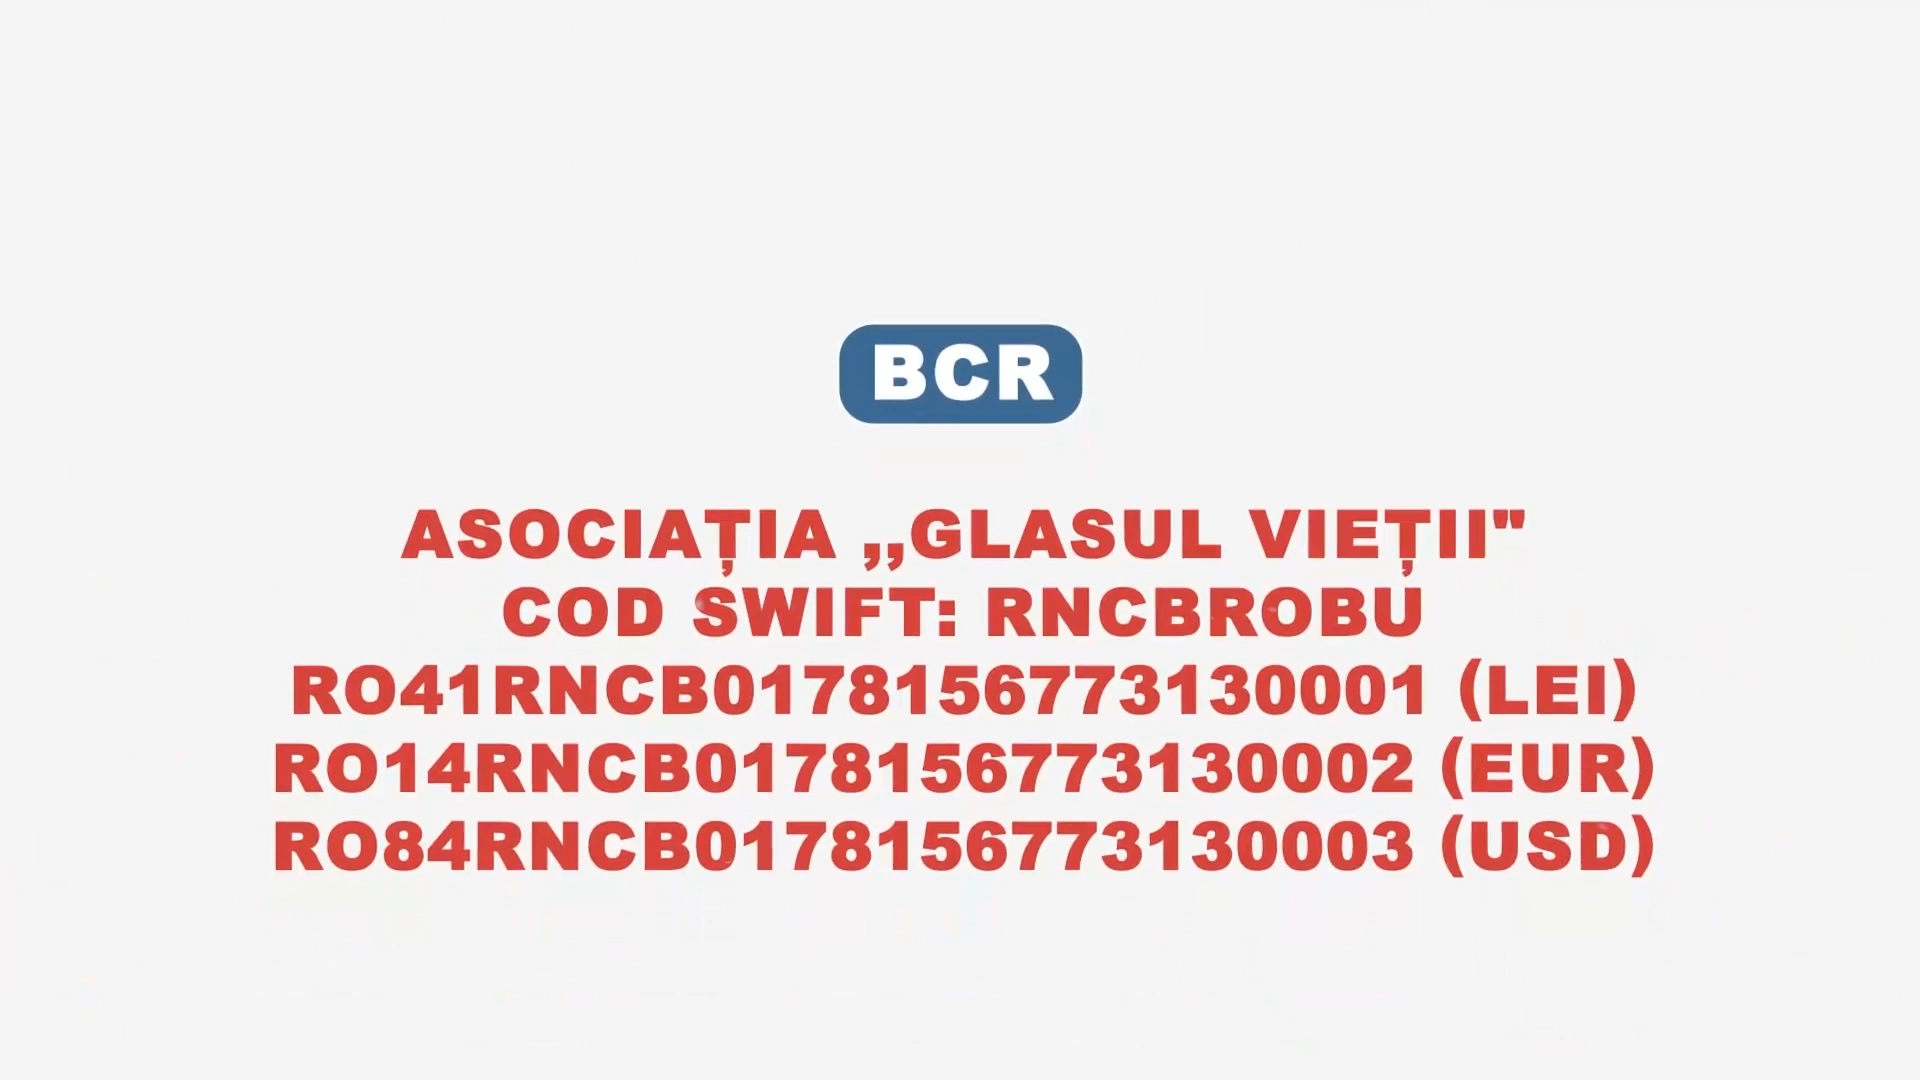 BCR
ASOCIAȚIA ,,GLASUL VIEȚII"
COD SWIFT: RNCBROBU
RO41RNCB0178156773130001 (LEI)
RO14RNCB0178156773130002 (EUR)
RO84RNCB0178156773130003 (USD)